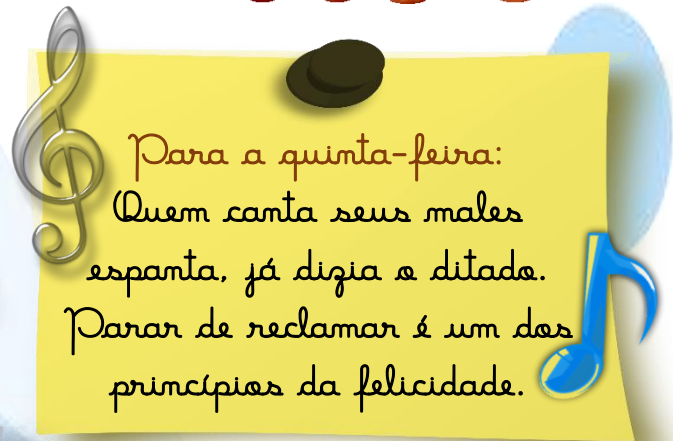 Para a quinta-feira:
Quem canta seus males
espanta, já dizia o ditado.
Parar de reclamar é um dos
princípios da felicidade.